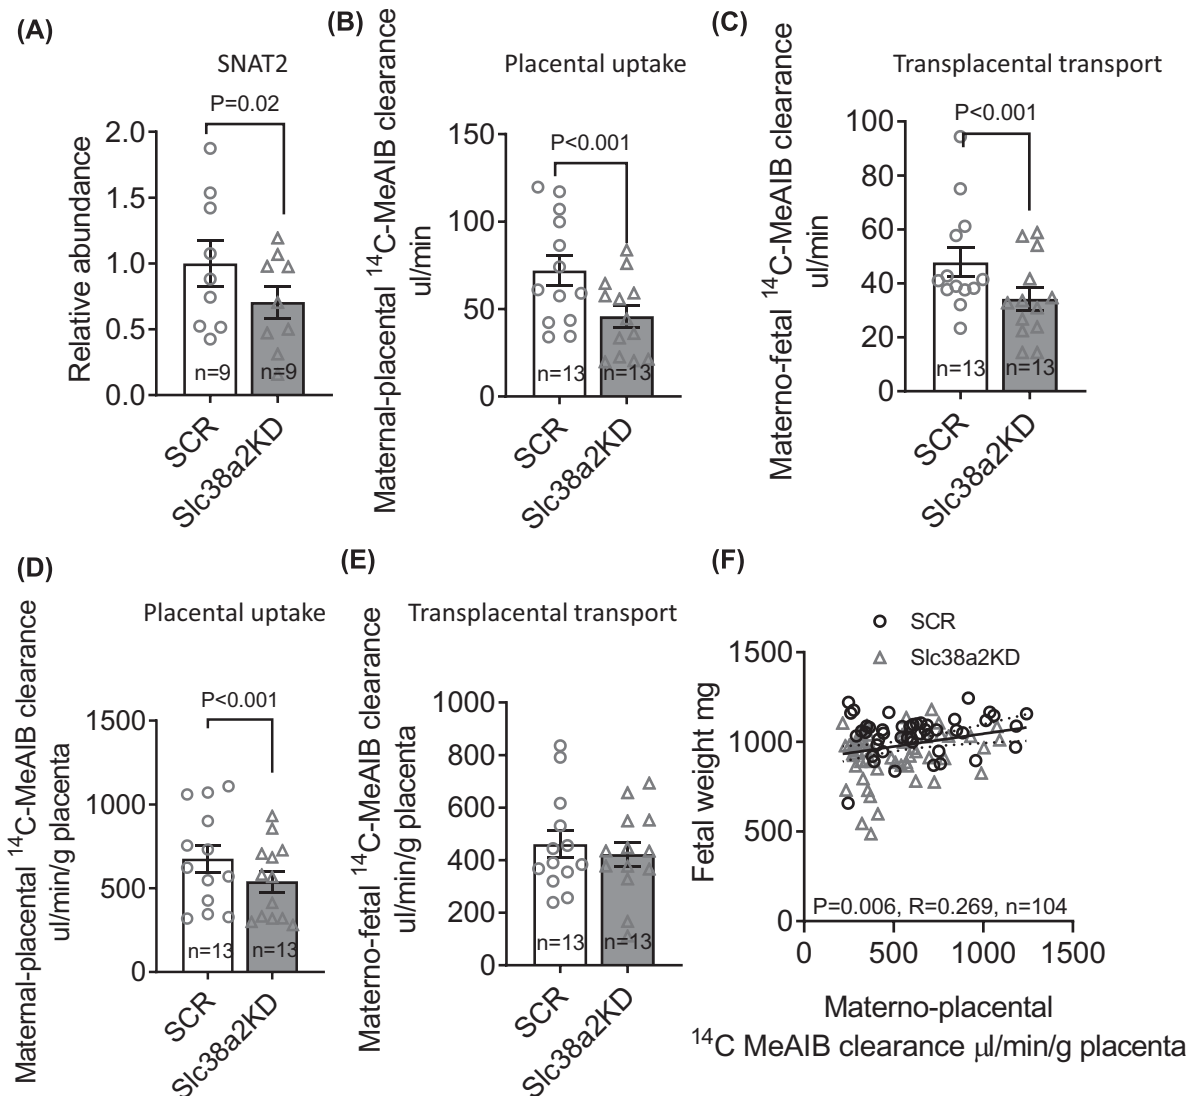 (A)
SNAT2
P=0.02
Relative abundance
2.0
1.5
1.0
0.5
0.0
n=9
n=9
SCR
Slc38a2KD
(B)
Placental uptake
P<0.001
Maternal-placental 14C-MeAIB clearance
ul/min
150
100
50
0
n=13
n=13
SCR
Slc38a2KD
(C)
Transplacental transport
P<0.001
Materno-fetal 14C-MeAIB clearance
ul/min
100
80
60
40
20
0
n=13
n=13
SCR
Slc38a2KD
(D)
Placental uptake
P<0.001
Maternal-placental 14C-MeAIB clearance
ul/min/g placenta
1500
1000
500
0
n=13
n=13
SCR
Slc38a2KD
(E)
Transplacental transport
Materno-fetal 14C-MeAIB clearance
ul/min/g placenta
1000
800
600
400
200
0
n=13
n=13
SCR
Slc38a2KD
(F)
SCR
Slc38a2KD
Fetal weight mg
1500
1000
500
0
P=0.006, R=0.269, n=104
0 500 1000 1500
Materno-placental
14C MeAIB clearance µl/min/g placenta